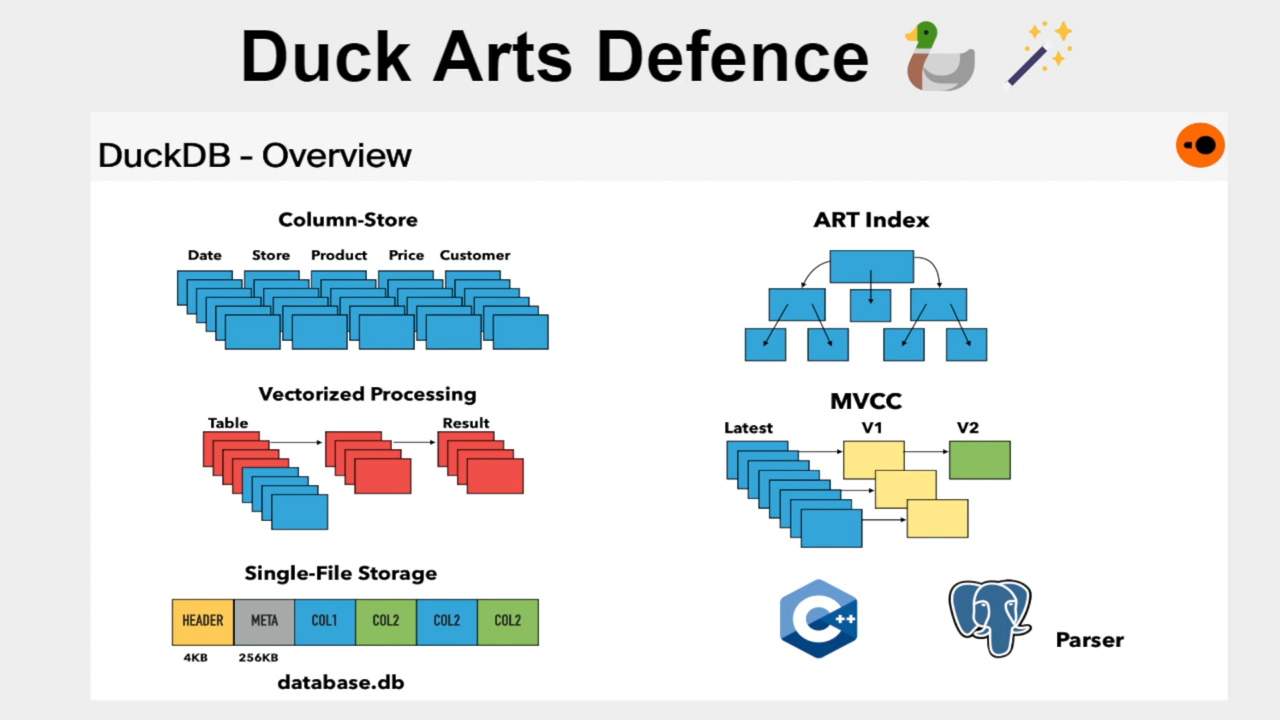 Duck Arts Defence
DuckDB - Overview
Column-Store
Date Store Product Price Customer
Vectorized Processing
Table Result
Single-File Storage
HEADER META COL1 COL2 COL2 COL2
4KB 256KB
database.db
ART Index
MVCC
Latest V1 V2
C++
Parser